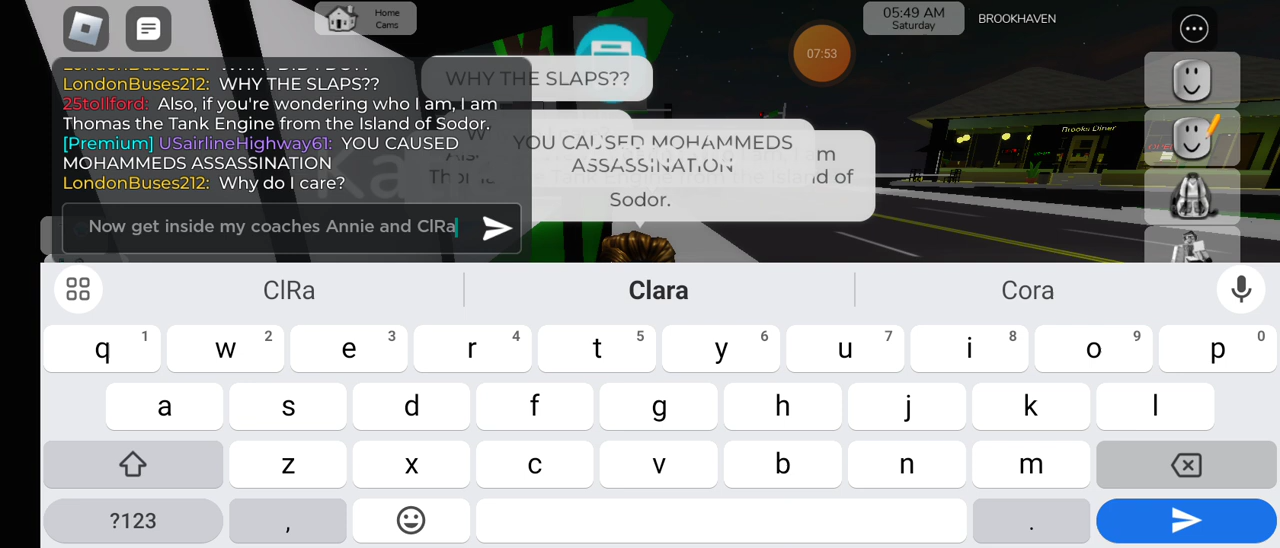 Home
Cams
05:49 AM
Saturday
BROOKHAVEN
07:53
LondonBuses212: WHY THE SLAPS??
25tollford: Also, if you're wondering who I am, I am
Thomas the Tank Engine from the Island of Sodor.
[Premium] USairlineHighway61: YOU CAUSED
MOHAMMEDS ASSASSINATION
LondonBuses212: Why do I care?
WHY THE SLAPS??
YOU CAUSED MOHAMMEDS
ASSASSINATION
Island of
Sodor.
Brooks Diner
Now get inside my coaches Annie and ClRa
ClRa
Clara
Cora
q 1 w 2 e 3 r 4 t 5 y 6 u 7 i 8 o 9 p 0
a s d f g h j k l
z x c v b n m
?123 , .